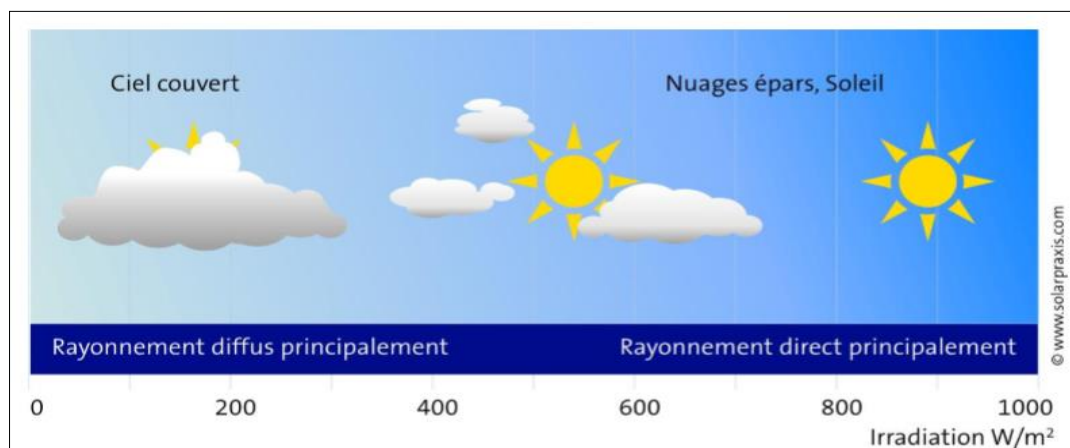 Ciel couvert
Nuages épars, Soleil
Rayonnement diffus principalement
Rayonnement direct principalement
0 200 400 600 800 1000
Irradiation W/m²
© www.solarpraxis.com